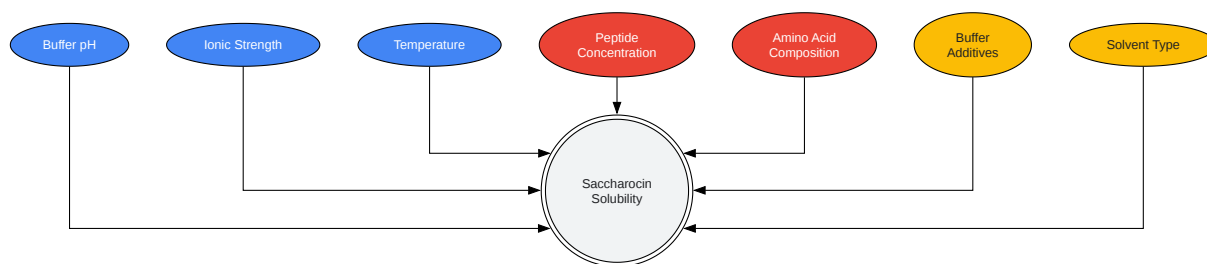 Buffer pH
Ionic Strength
Temperature
Peptide
Concentration
Amino Acid
Composition
Buffer
Additives
Solvent Type
Saccharocin
Solubility